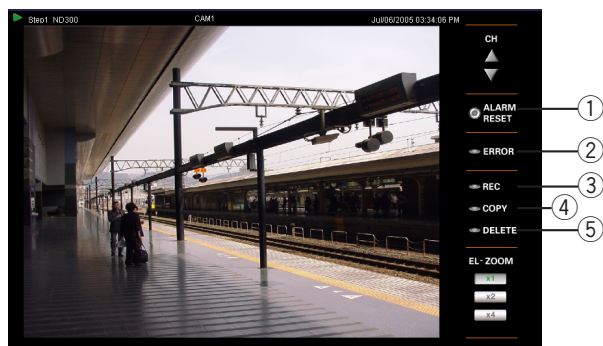 Step1 ND300 CAM1 Jul/06/2005 03:34:06 PM
CH
ALARM
RESET
1
ERROR
2
REC
3
COPY
4
DELETE
5
EL-ZOOM
x1
x2
x4